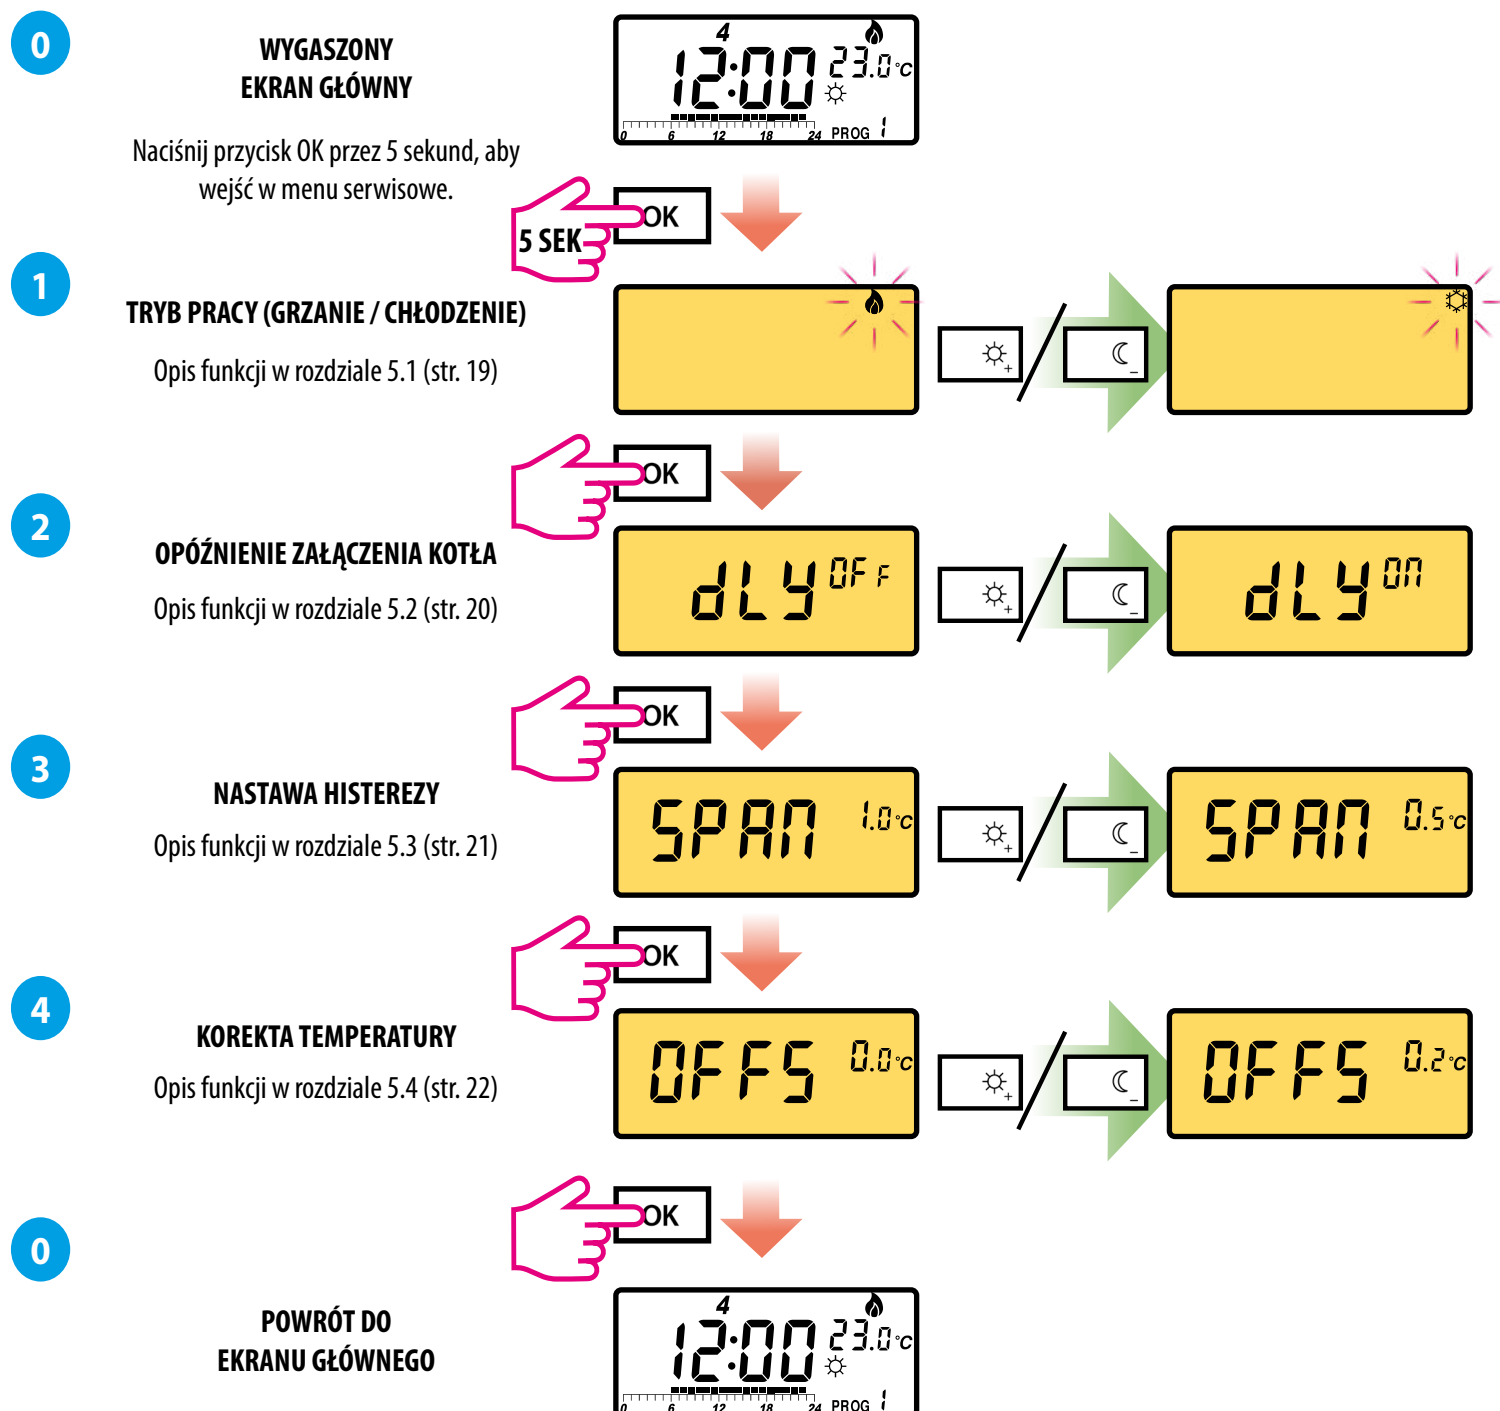 0
WYGASZONY
EKRAN GŁÓWNY
Naciśnij przycisk OK przez 5 sekund, aby
wejść w menu serwisowe.
4
12:00 23.0°C
0 6 12 18 24 PROG 1
5 SEK
OK
1
TRYB PRACY (GRZANIE / CHŁODZENIE)
Opis funkcji w rozdziale 5.1 (str. 19)
+ / -
OK
2
OPÓŹNIENIE ZAŁĄCZENIA KOTŁA
Opis funkcji w rozdziale 5.2 (str. 20)
dLY OFF
+ / -
dLY ON
OK
3
NASTAWA HISTEREZY
Opis funkcji w rozdziale 5.3 (str. 21)
SPAN 1.0°C
+ / -
SPAN 0.5°C
OK
4
KOREKTA TEMPERATURY
Opis funkcji w rozdziale 5.4 (str. 22)
OFFS 0.0°C
+ / -
OFFS 0.2°C
OK
0
POWRÓT DO
EKRANU GŁÓWNEGO
4
12:00 23.0°C
0 6 12 18 24 PROG 1